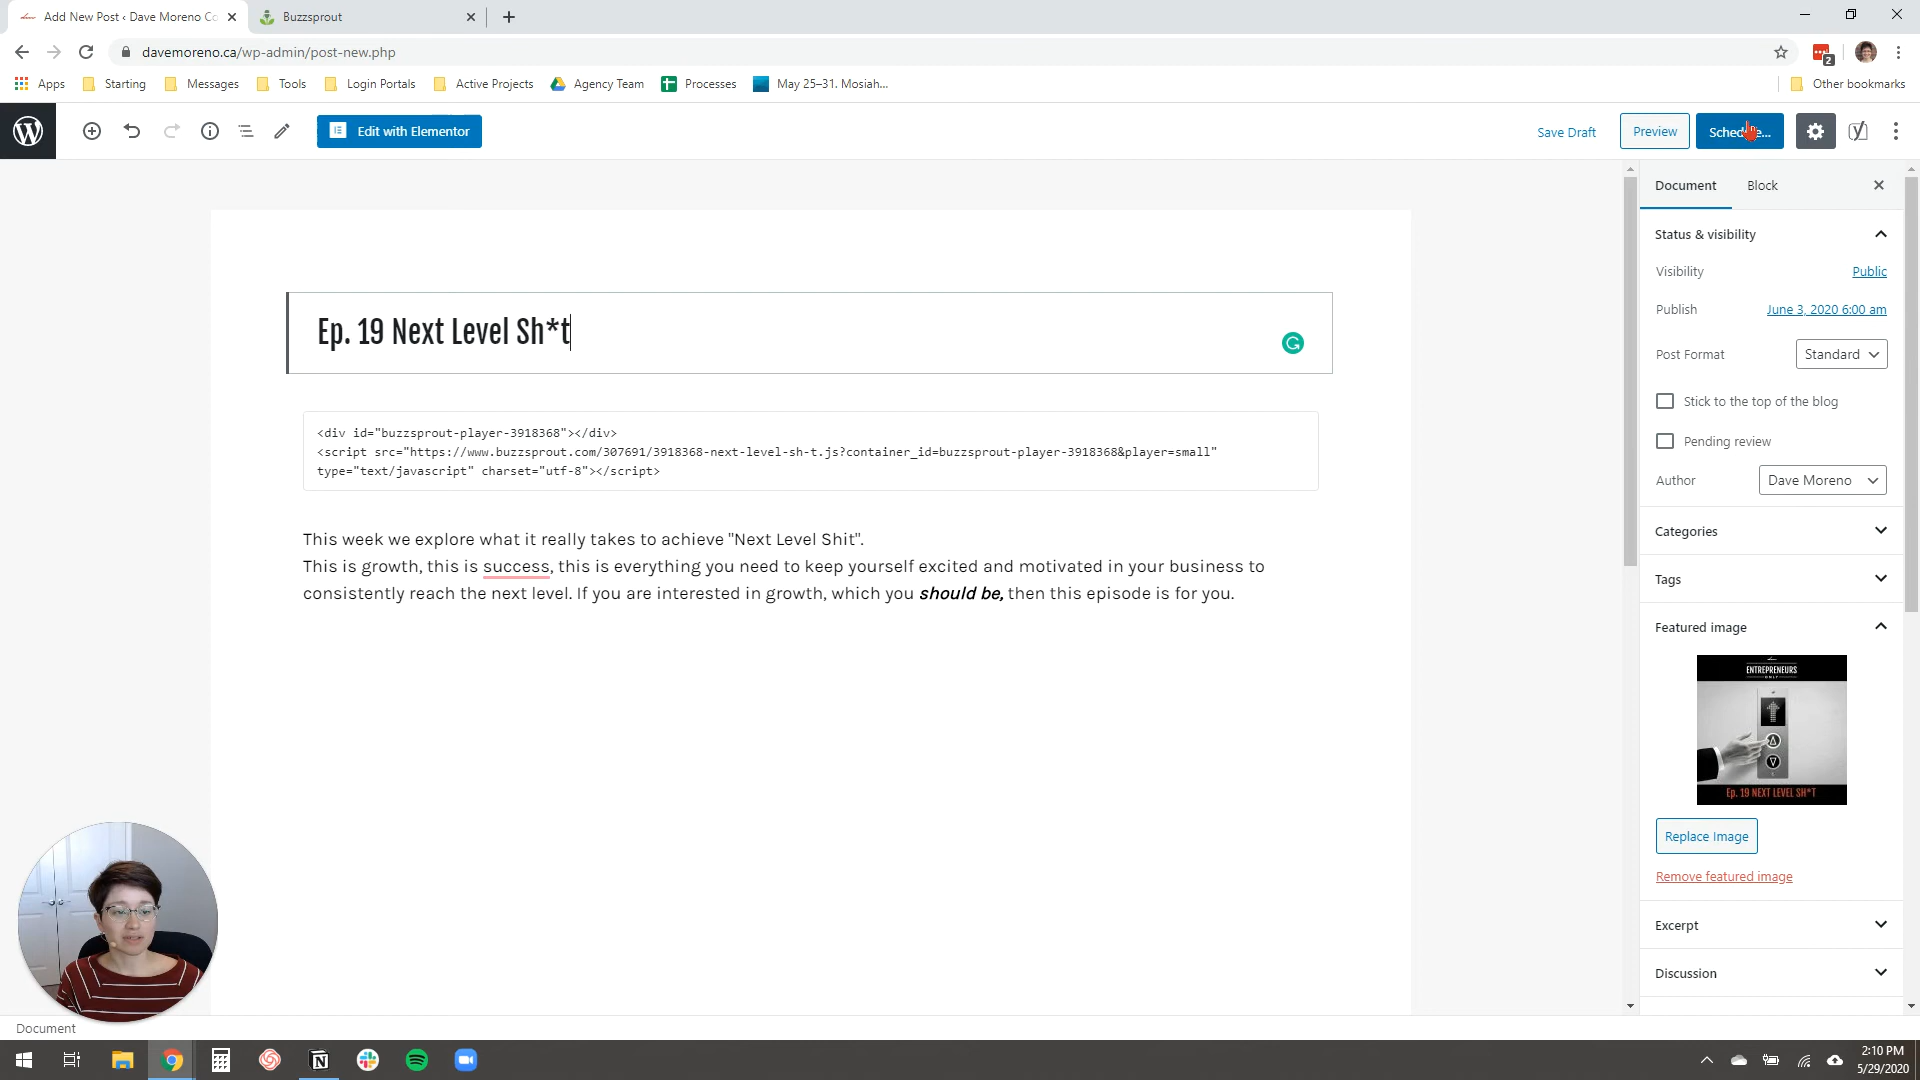 Add New Post ‹ Dave Moreno Co
Buzzsprout
davemoreno.ca/wp-admin/post-new.php
2
Apps
Starting
Messages
Tools
Login Portals
Active Projects
Agency Team
Processes
May 25–31. Mosiah...
Other bookmarks
Edit with Elementor
Save Draft
Preview
Document
Block
Status & visibility
Visibility
Public
Publish
June 3, 2020 6:00 am
Post Format
Standard
Stick to the top of the blog
Pending review
Author
Dave Moreno
Categories
Tags
Featured image
ENTREPRENEURS
ONLY
Ep. 19 NEXT LEVEL SH*T
Replace Image
Remove featured image
Excerpt
Discussion
Ep. 19 Next Level Sh*t
<div id="buzzsprout-player-3918368"></div>
<script src="https://www.buzzsprout.com/307691/3918368-next-level-sh-t.js?container_id=buzzsprout-player-3918368&player=small"
type="text/javascript" charset="utf-8"></script>
This week we explore what it really takes to achieve "Next Level Shit".
This is growth, this is success, this is everything you need to keep yourself excited and motivated in your business to
consistently reach the next level. If you are interested in growth, which you should be, then this episode is for you.
Document
2:10 PM
5/29/2020